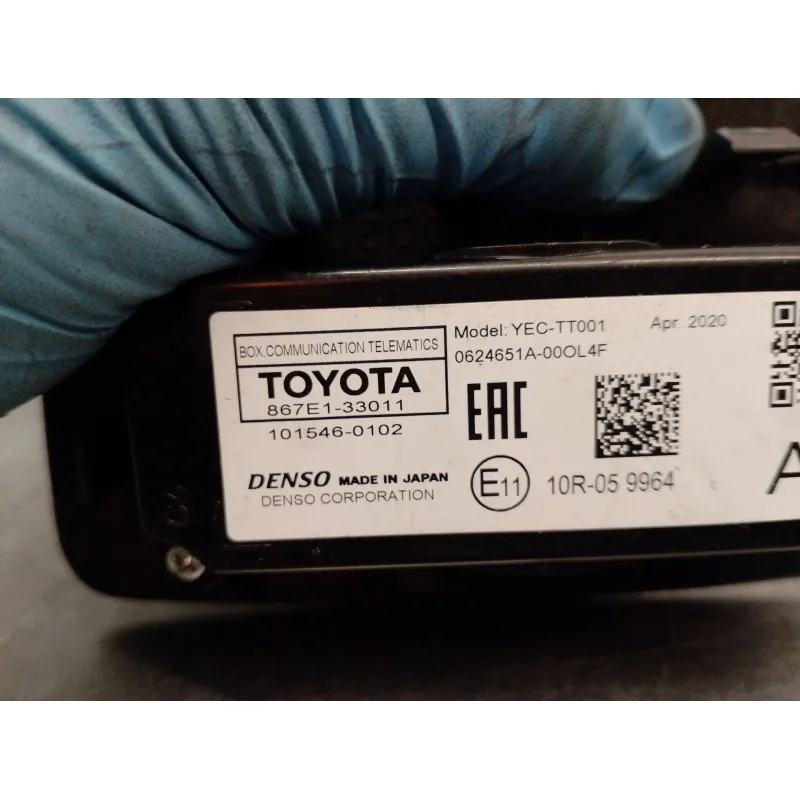 BOX,COMMUNICATION TELEMATICS
TOYOTA
867E1-33011
101546-0102
DENSO MADE IN JAPAN
DENSO CORPORATION
Model: YEC-TT001 Apr. 2020
0624651A-00OL4F
EAC
E11 10R-05 9964
A